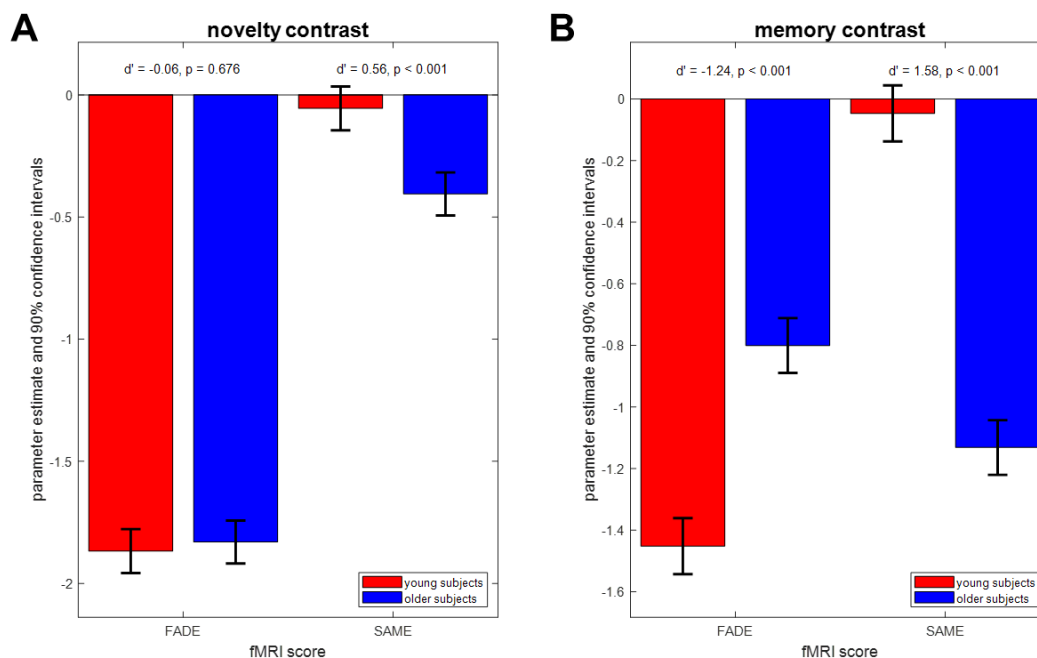 A
novelty contrast
d' = -0.06, p = 0.676
d' = 0.56, p < 0.001
0
-0.5
-1
-1.5
-2
parameter estimate and 90% confidence intervals
FADE
SAME
fMRI score
young subjects
older subjects
B
memory contrast
d' = -1.24, p < 0.001
d' = 1.58, p < 0.001
0
-0.2
-0.4
-0.6
-0.8
-1
-1.2
-1.4
-1.6
parameter estimate and 90% confidence intervals
FADE
SAME
fMRI score
young subjects
older subjects